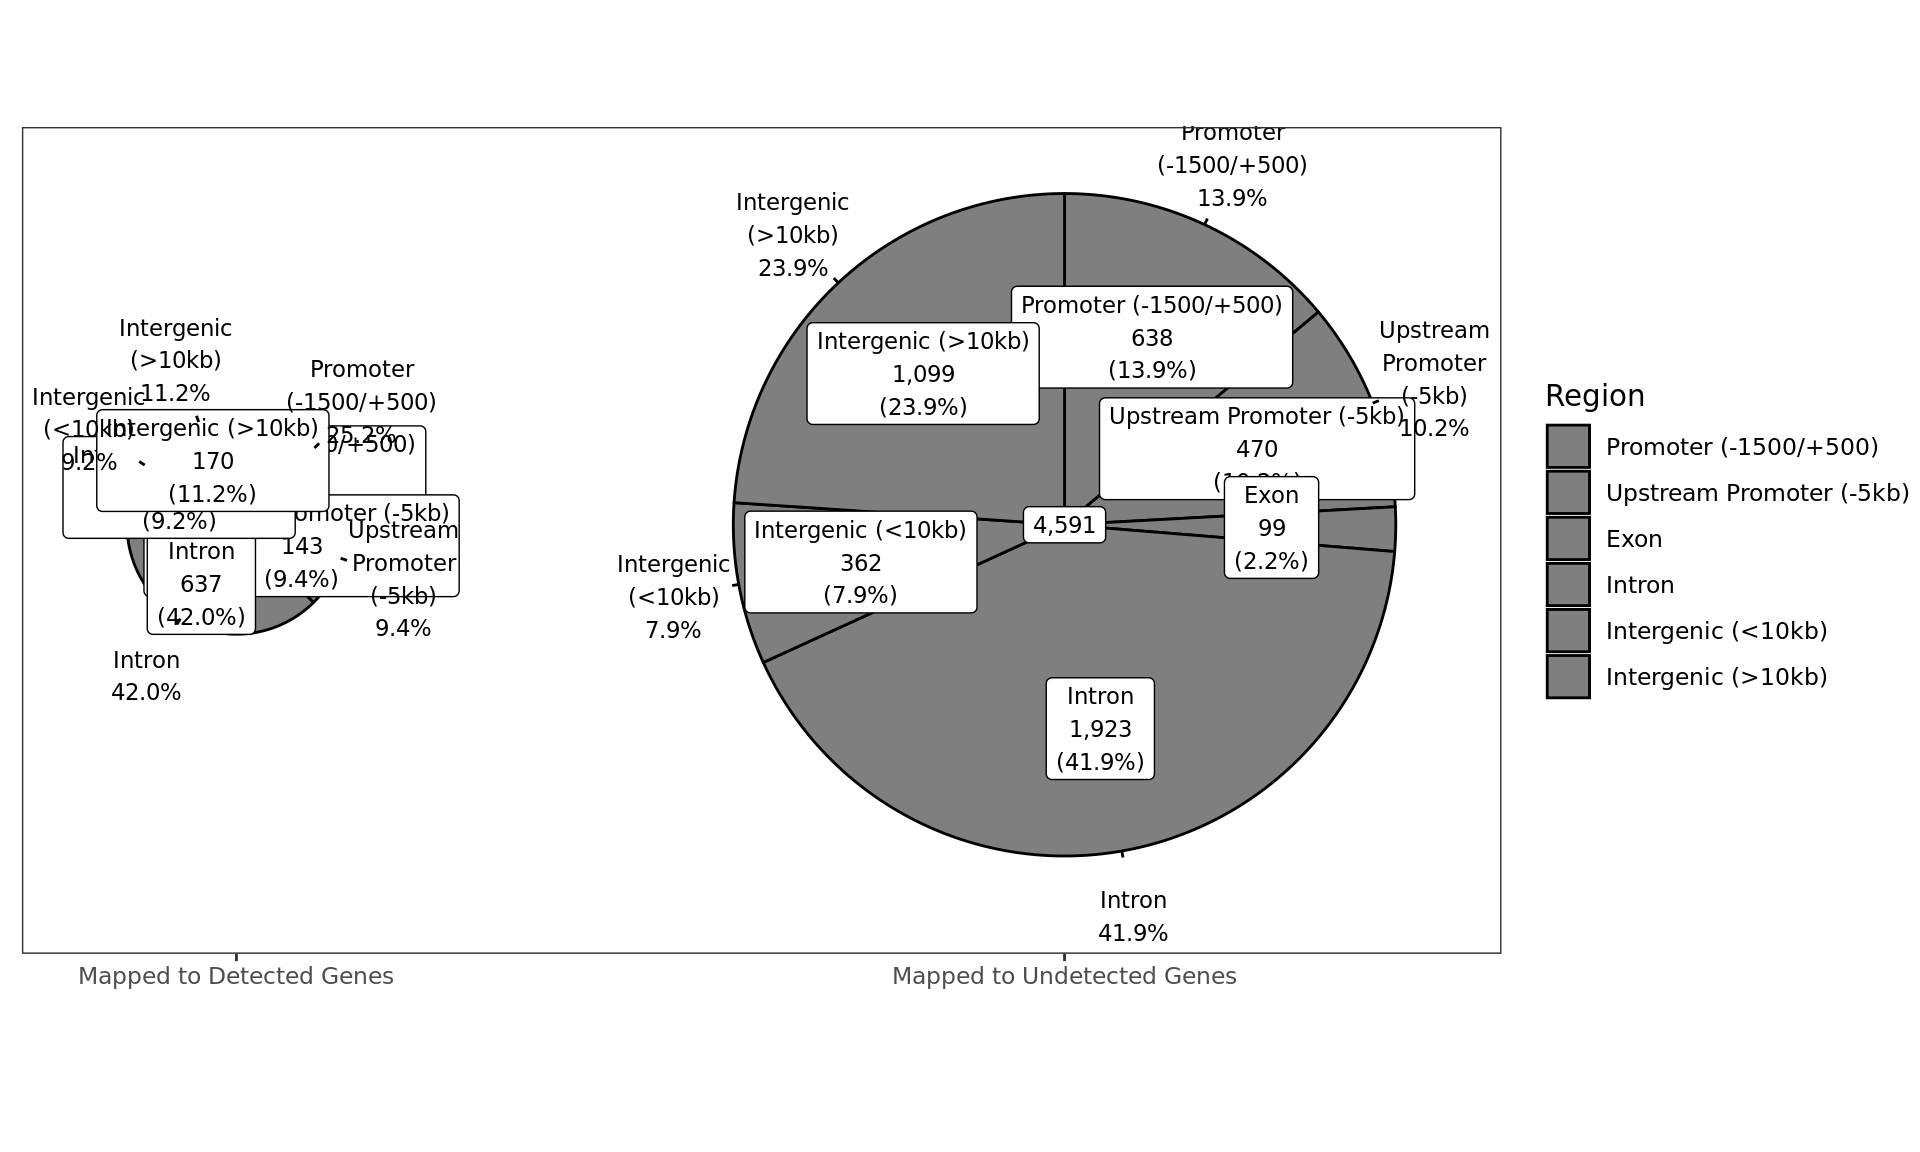 Promoter
(-1500/+500)
13.9%
Intergenic
(>10kb)
23.9%
Promoter (-1500/+500)
638
(13.9%)
Intergenic (>10kb)
1,099
(23.9%)
Upstream
Promoter
(-5kb)
10.2%
Upstream Promoter (-5kb)
470
Exon
99
(2.2%)
4,591
Intergenic (<10kb)
362
(7.9%)
Intergenic
(<10kb)
7.9%
Intron
1,923
(41.9%)
Intron
41.9%
Intergenic
(>10kb)
11.2%
Promoter
(-1500/+500)
25.2%
Intergenic
(<10kb)
9.2%
Intergenic (>10kb)
170
(11.2%)
(9.2%)
Intron
637
(42.0%)
143
(9.4%)
Upstream
Promoter
(-5kb)
9.4%
Intron
42.0%
Mapped to Detected Genes
Mapped to Undetected Genes
Region
Promoter (-1500/+500)
Upstream Promoter (-5kb)
Exon
Intron
Intergenic (<10kb)
Intergenic (>10kb)